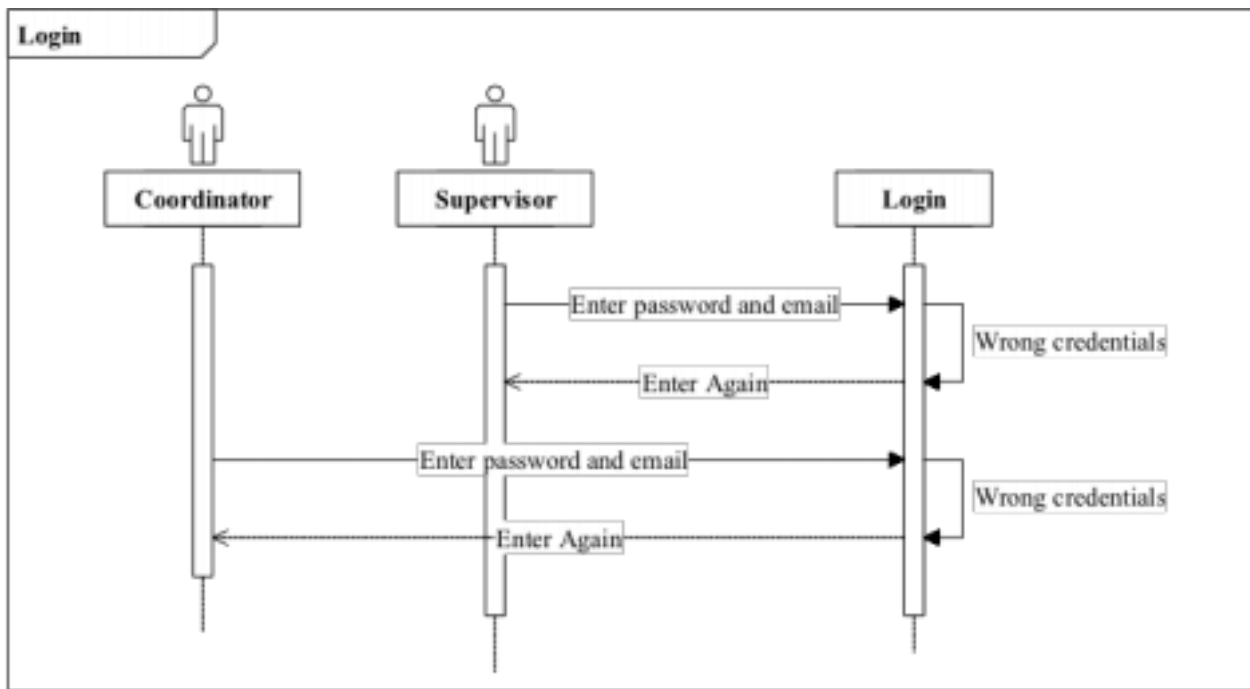 Login
Coordinator
Supervisor
Login
Enter password and email
Wrong credentials
Enter Again
Enter password and email
Wrong credentials
Enter Again